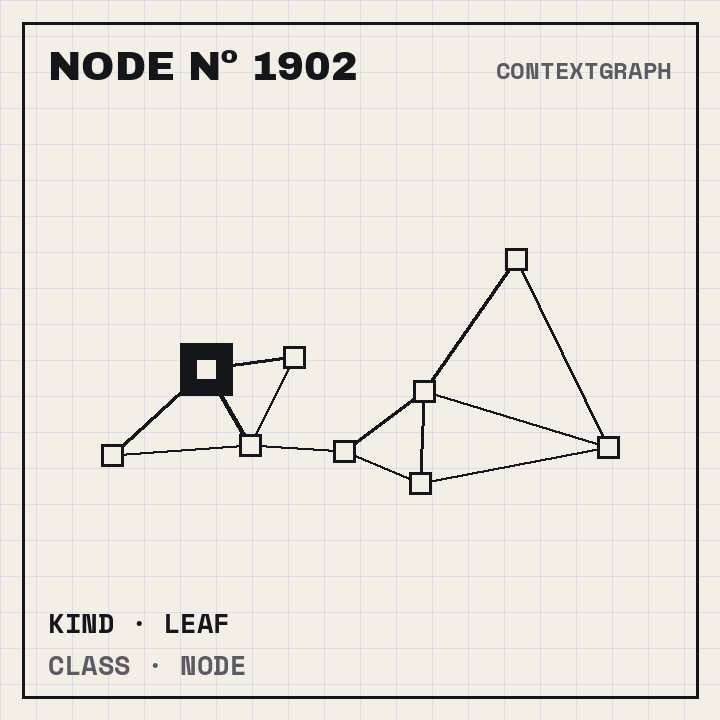 NODE Nº 1902
CONTEXTGRAPH
KIND · LEAF
CLASS · NODE